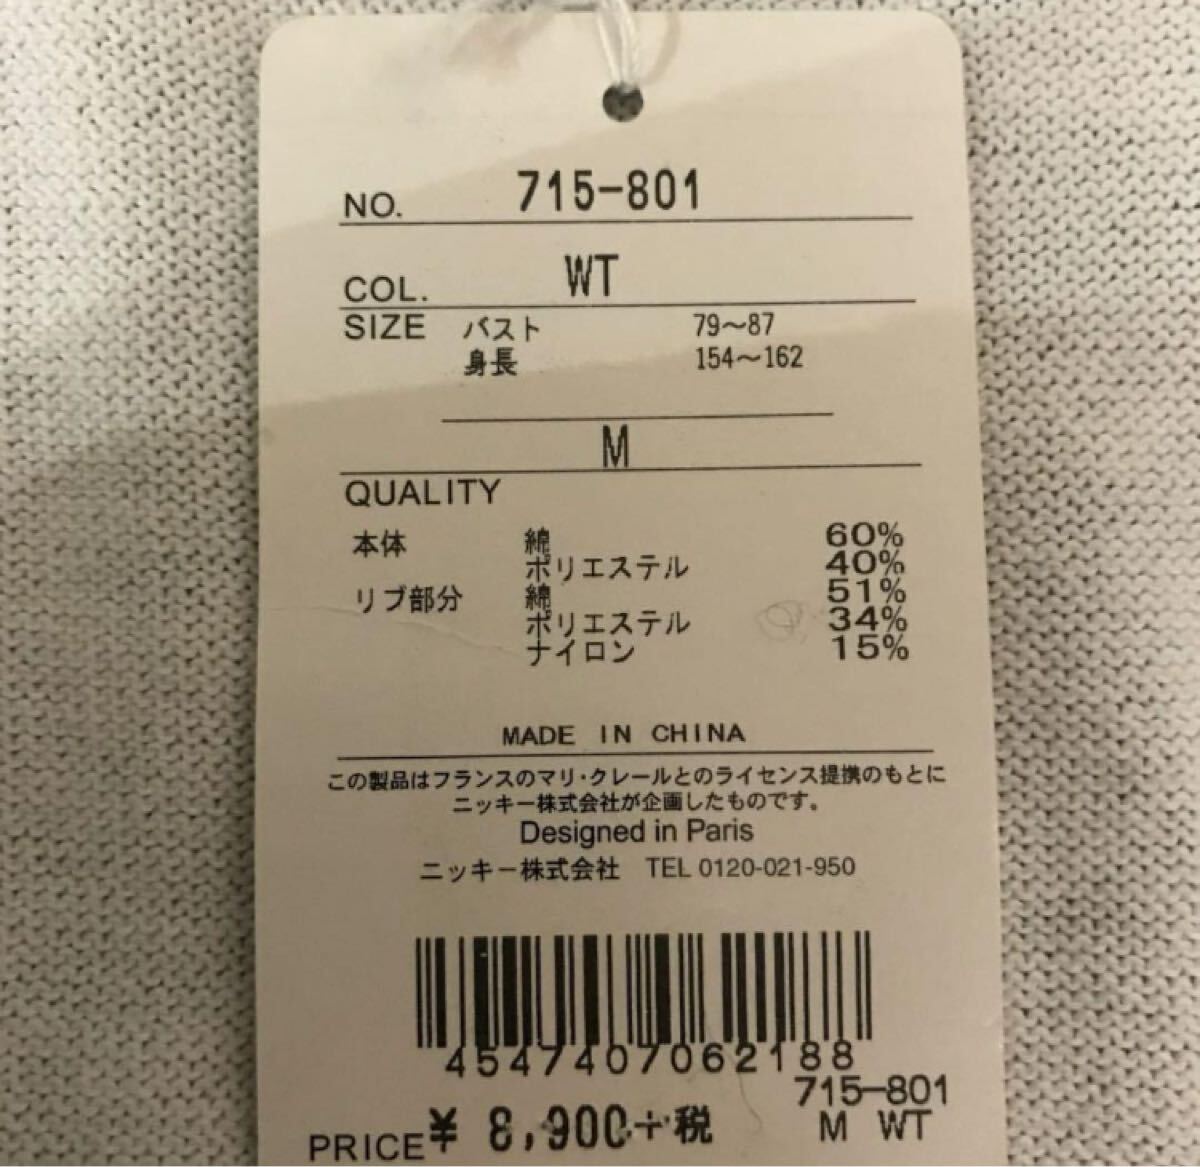 NO. 715-801
COL. WT
SIZE バスト 79～87
身長 154～162
M
QUALITY
本体 綿 60%
ポリエステル 40%
リブ部分 綿 51%
ポリエステル 34%
ナイロン 15%
MADE IN CHINA
この製品はフランスのマリ・クレールとのライセンス提携のもとに
ニッキー株式会社が企画したものです。
Designed in Paris
ニッキー株式会社 TEL 0120-021-950
4547407062188
715-801
M WT
PRICE ¥ 8,900+税